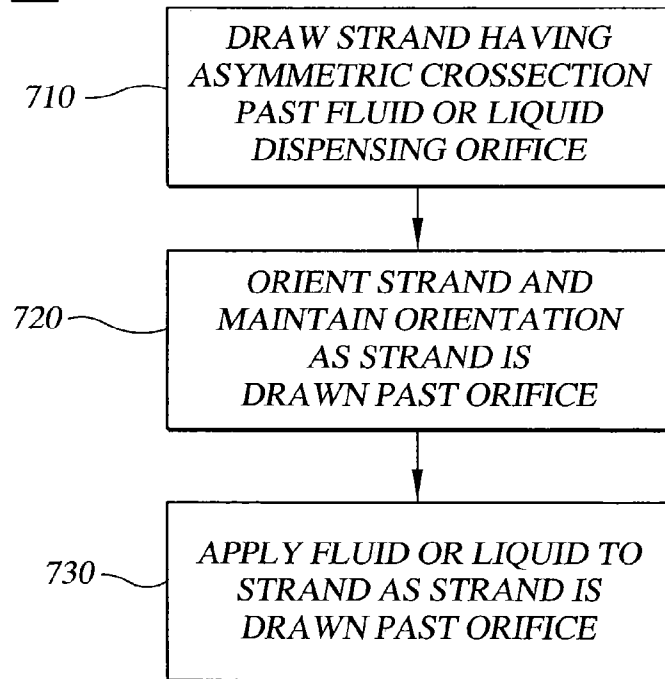 710
DRAW STRAND HAVING
ASYMMETRIC CROSSECTION
PAST FLUID OR LIQUID
DISPENSING ORIFICE
720
ORIENT STRAND AND
MAINTAIN ORIENTATION
AS STRAND IS
DRAWN PAST ORIFICE
730
APPLY FLUID OR LIQUID TO
STRAND AS STRAND IS
DRAWN PAST ORIFICE